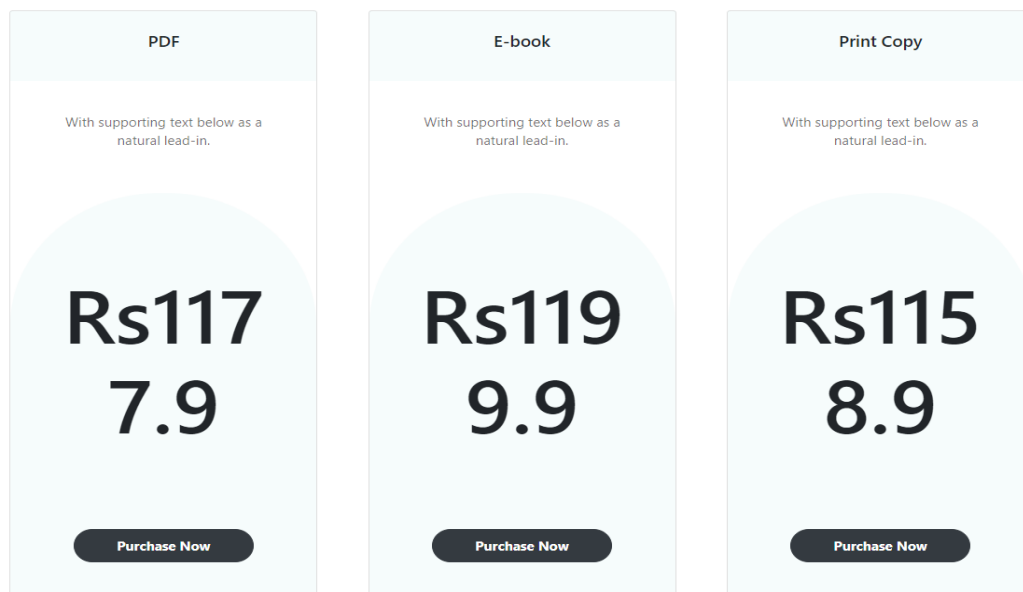 PDF
With supporting text below as a
natural lead-in.
Rs117
7.9
Purchase Now
E-book
With supporting text below as a
natural lead-in.
Rs119
9.9
Purchase Now
Print Copy
With supporting text below as a
natural lead-in.
Rs115
8.9
Purchase Now